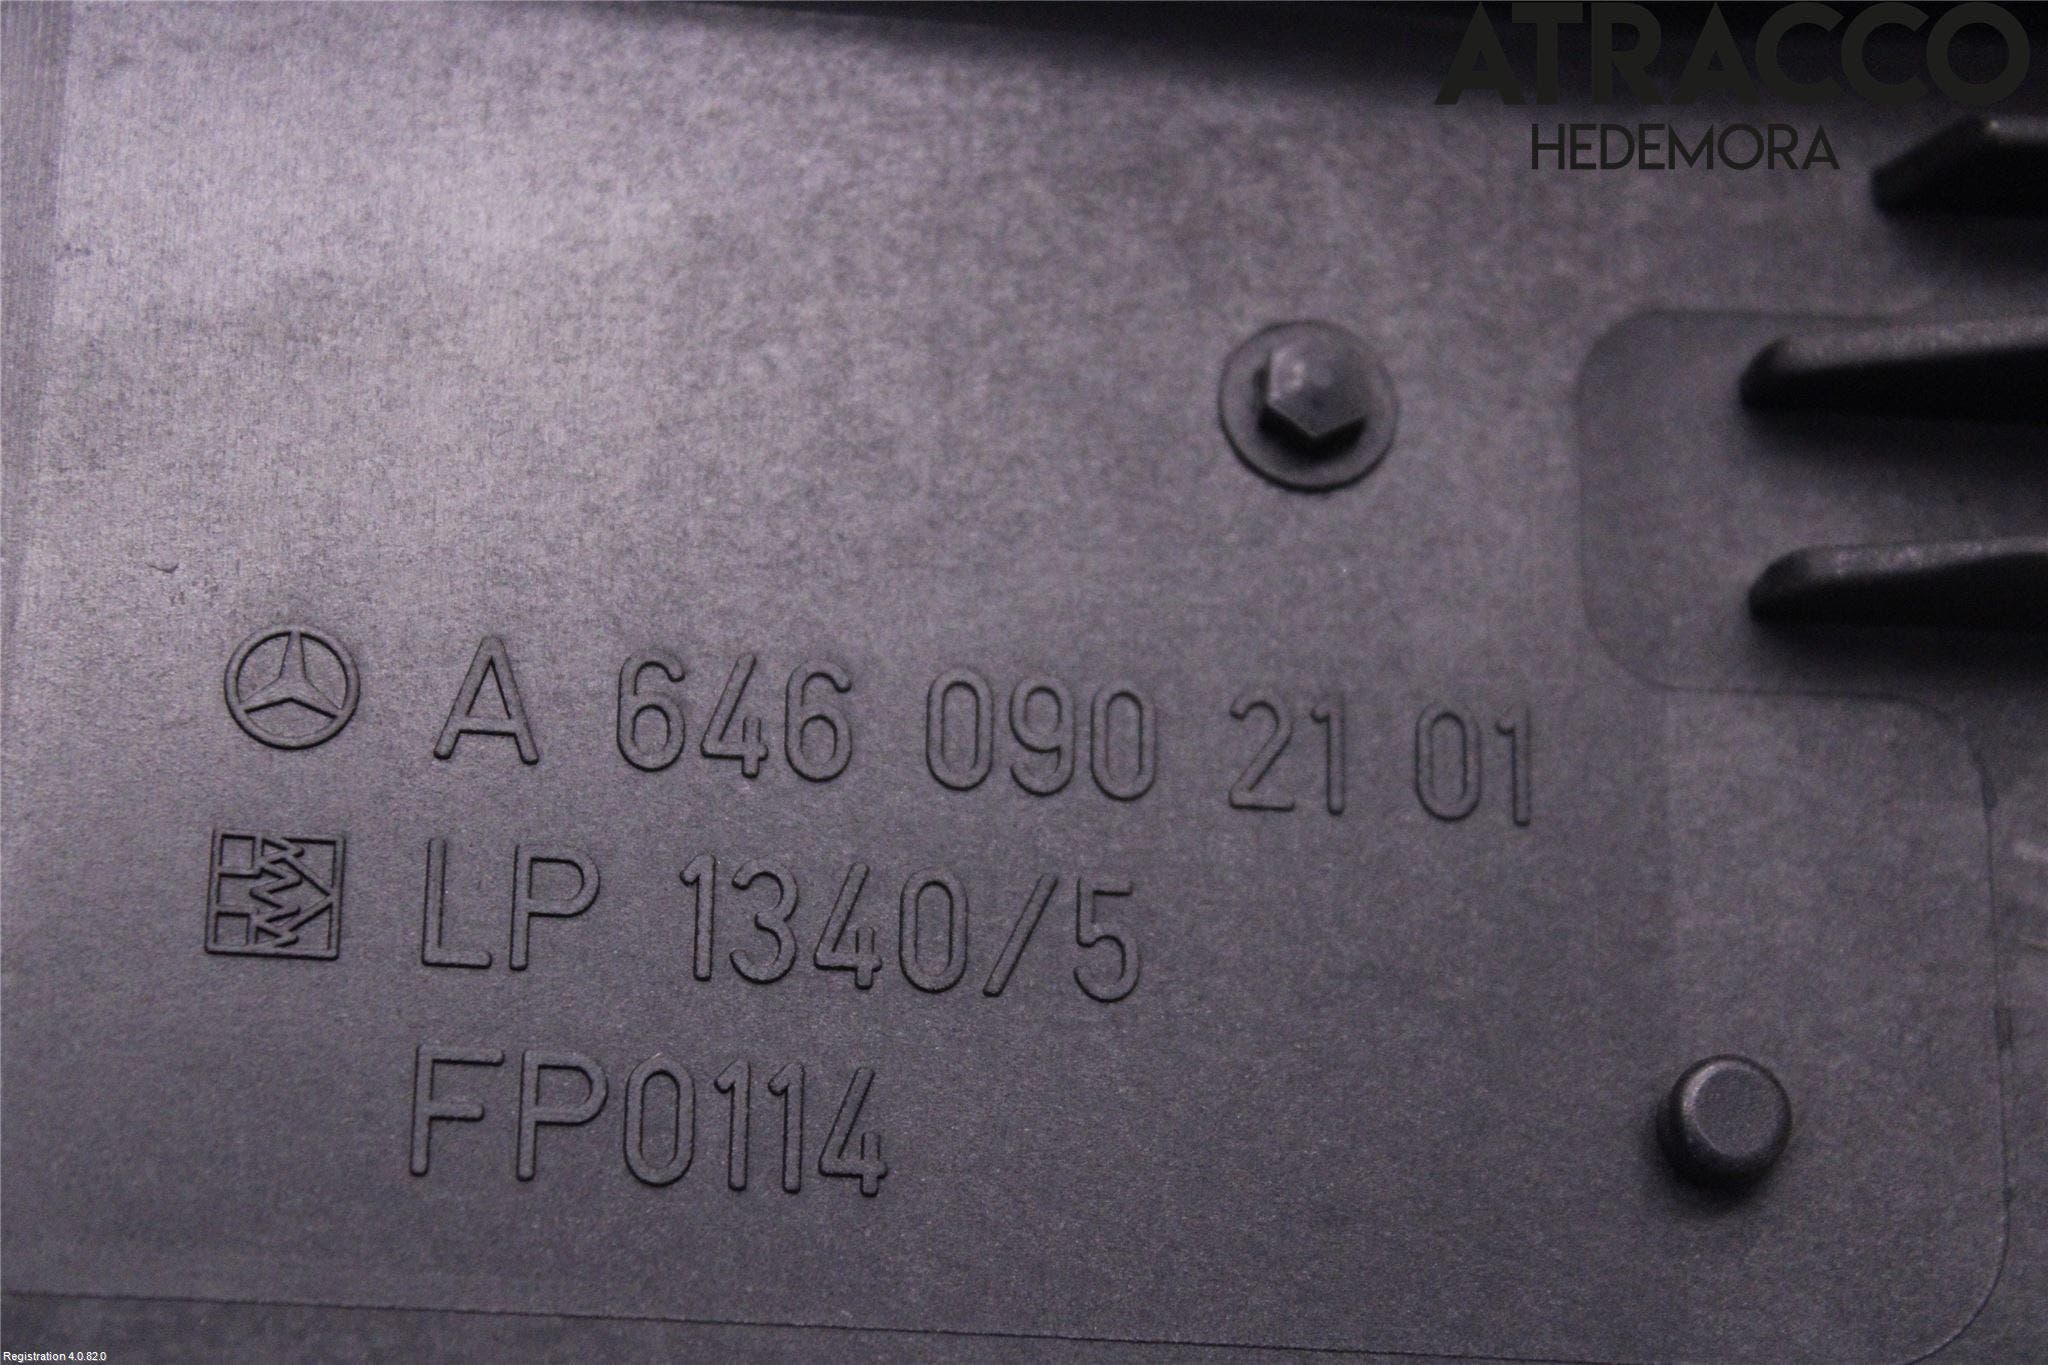 ATRACCO
HEDEMORA
A 646 090 21 01
LP 1340/5
FP0114
Registration 4.0.82.0